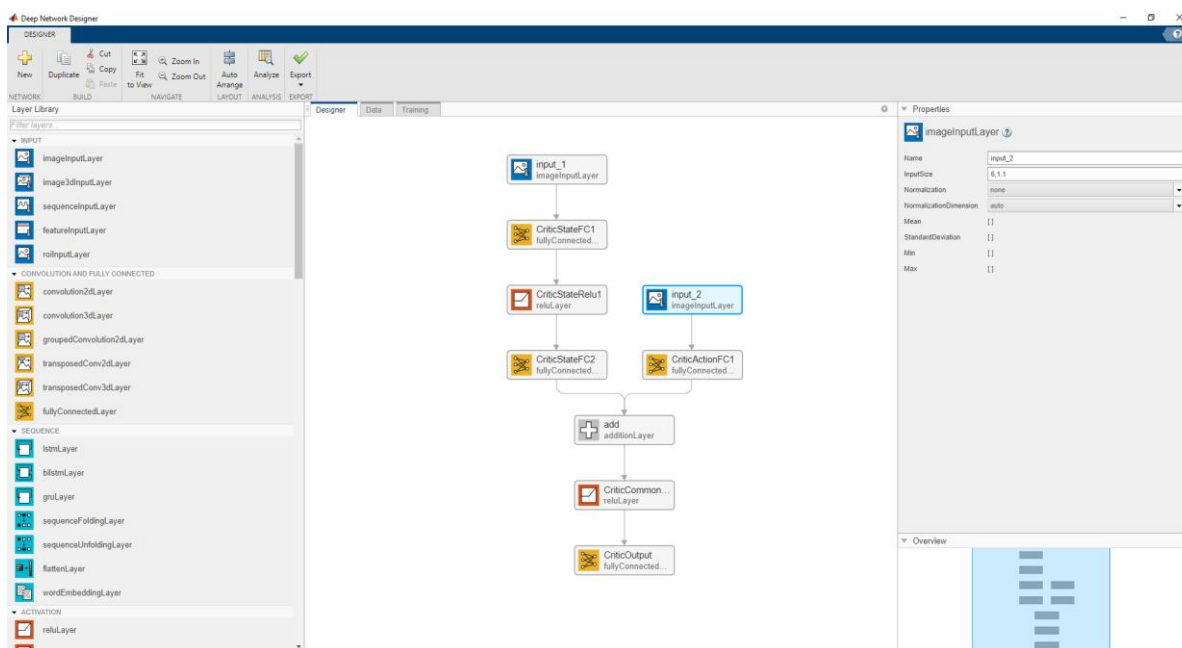 Deep Network Designer
DESIGNER
New
Duplicate
Cut
Copy
Paste
Fit
to View
Zoom In
Zoom Out
Auto
Arrange
Analyze
Export
NETWORK
BUILD
NAVIGATE
LAYOUT
ANALYSIS
EXPORT
Layer Library
Filter layers...
INPUT
imageInputLayer
image3dInputLayer
sequenceInputLayer
featureInputLayer
roiInputLayer
CONVOLUTION AND FULLY CONNECTED
convolution2dLayer
convolution3dLayer
groupedConvolution2dLayer
transposedConv2dLayer
transposedConv3dLayer
fullyConnectedLayer
SEQUENCE
lstmLayer
bilstmLayer
gruLayer
sequenceFoldingLayer
sequenceUnfoldingLayer
flattenLayer
wordEmbeddingLayer
ACTIVATION
reluLayer
Designer
Data
Training
input_1
imageInputLayer
CriticStateFC1
fullyConnected...
CriticStateRelu1
reluLayer
input_2
imageInputLayer
CriticStateFC2
fullyConnected...
CriticActionFC1
fullyConnected...
add
additionLayer
CriticCommon...
reluLayer
CriticOutput
fullyConnected...
Properties
imageInputLayer ?
Name input_2
InputSize 6,1,1
Normalization none
NormalizationDimension auto
Mean []
StandardDeviation []
Min []
Max []
Overview